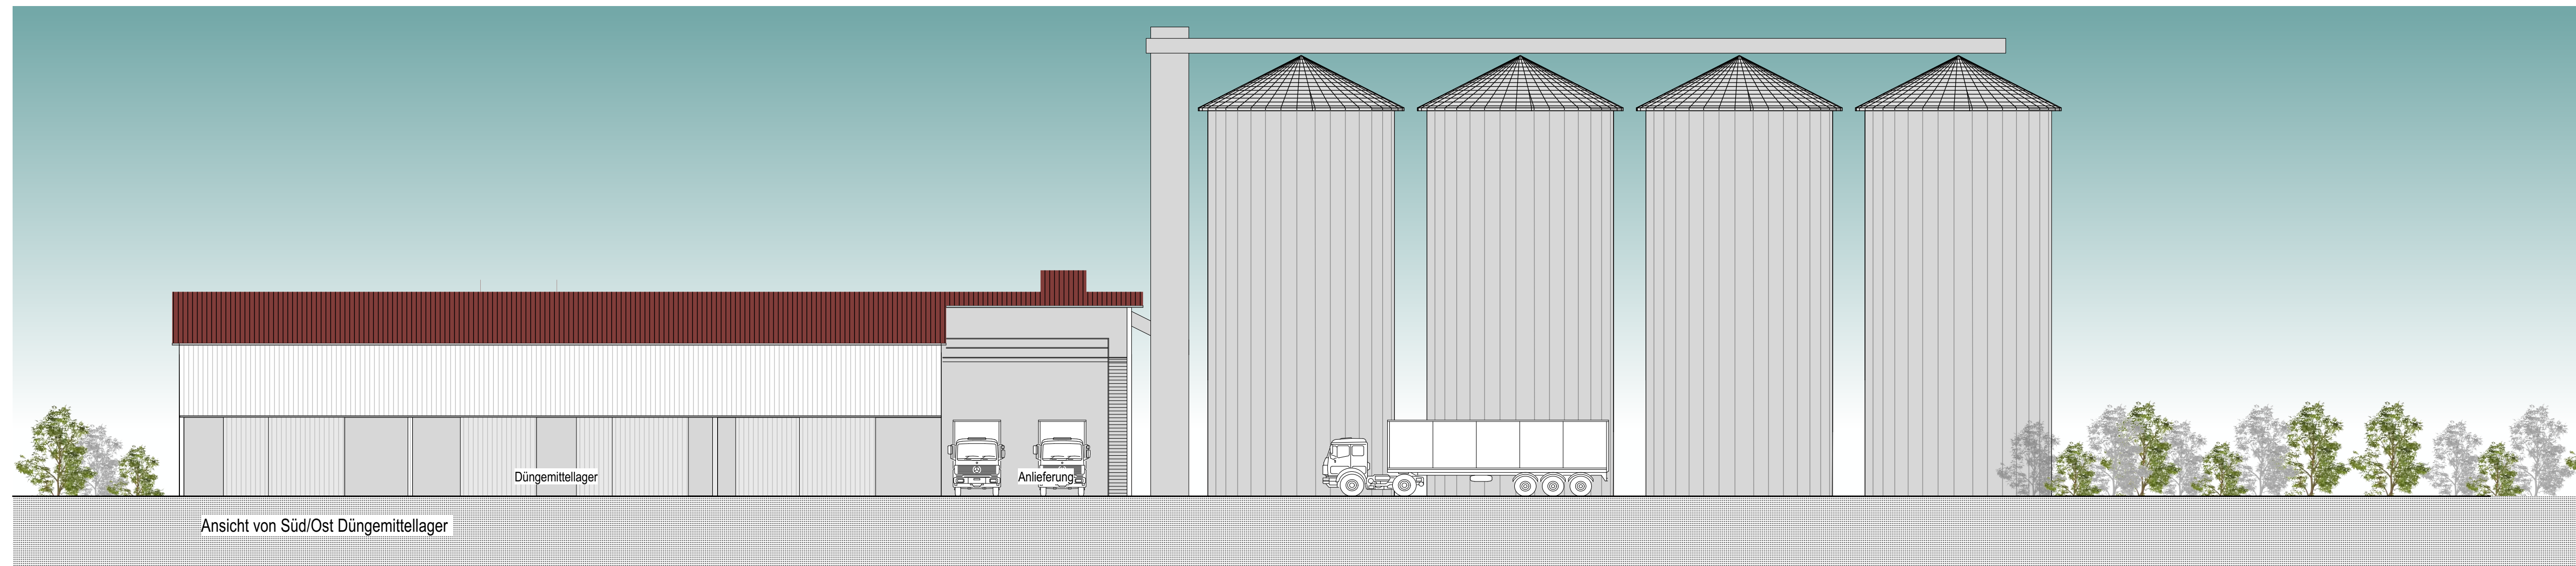 Düngemittellager
Anlieferung
Ansicht von Süd/Ost Düngemittellager